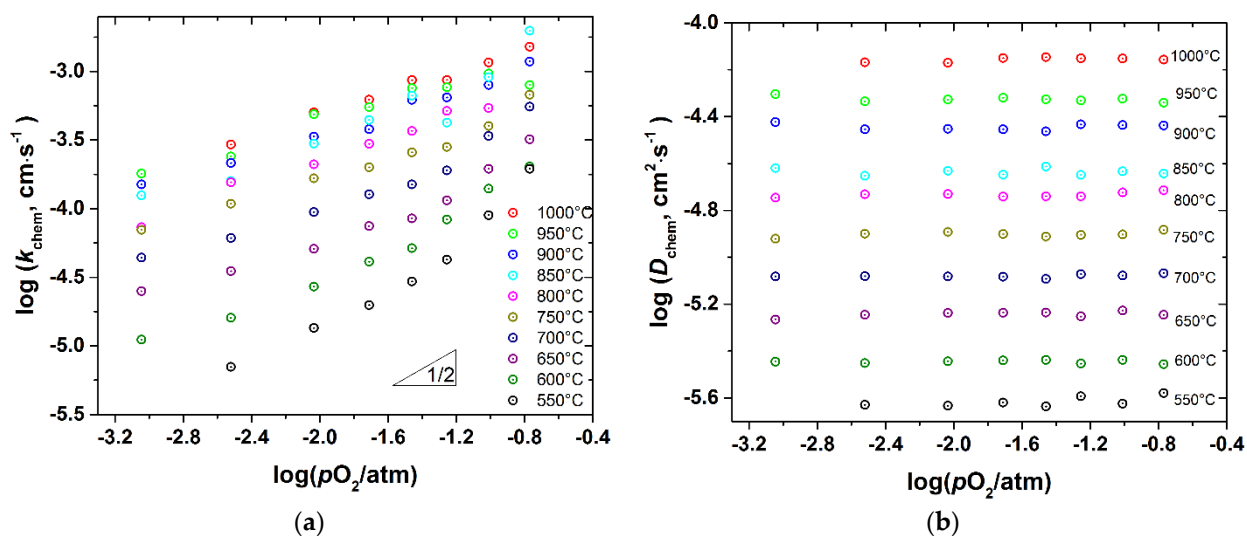 log (k_chem, cm·s⁻¹)
-3.0
-3.5
-4.0
-4.5
-5.0
-5.5
1000°C
950°C
900°C
850°C
800°C
750°C
700°C
650°C
600°C
550°C
1/2
-3.2 -2.8 -2.4 -2.0 -1.6 -1.2 -0.8 -0.4
log(pO₂/atm)
(a)
log (D_chem, cm²·s⁻¹)
-4.0
-4.4
-4.8
-5.2
-5.6
1000°C
950°C
900°C
850°C
800°C
750°C
700°C
650°C
600°C
550°C
-3.2 -2.8 -2.4 -2.0 -1.6 -1.2 -0.8 -0.4
log(pO₂/atm)
(b)